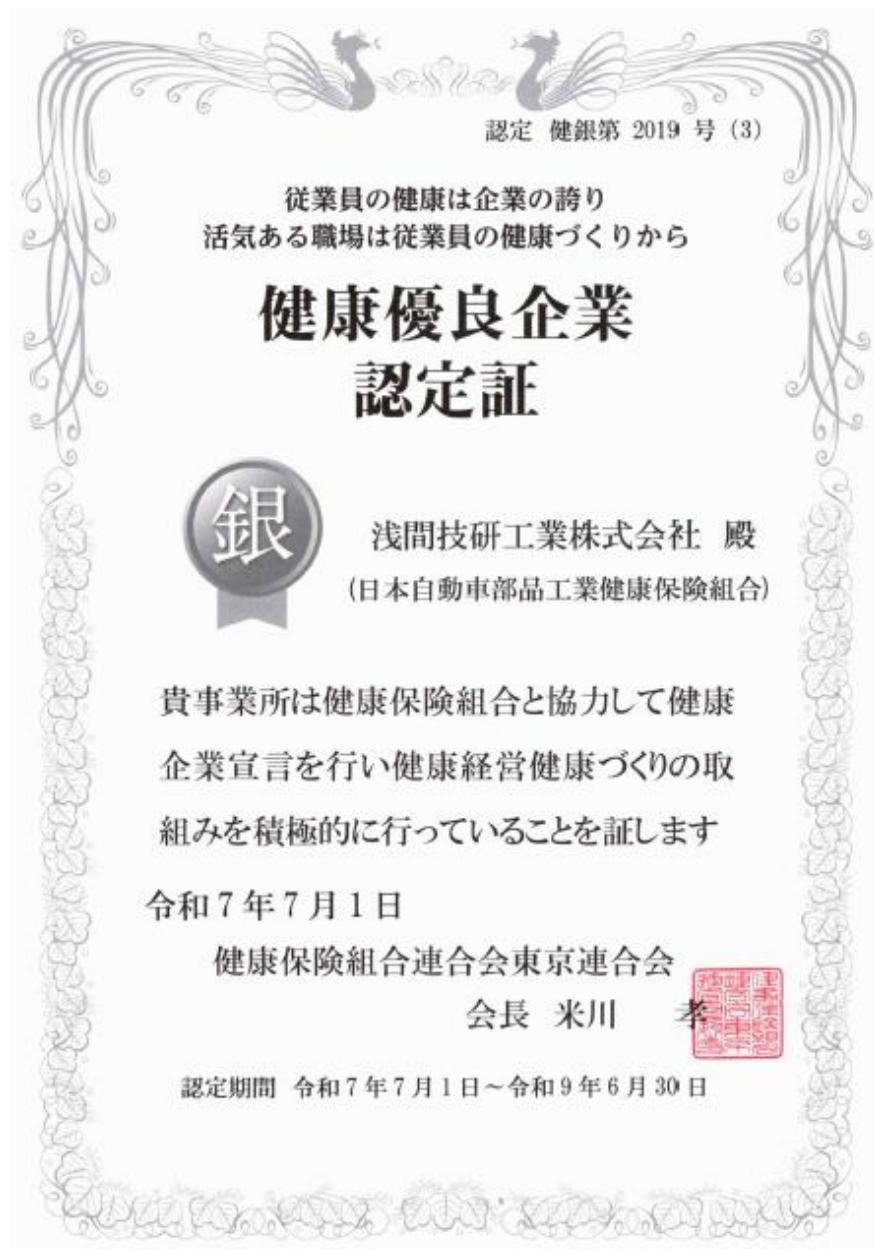 認定 健銀第 2019 号 (3)
従業員の健康は企業の誇り
活気ある職場は従業員の健康づくりから
健康優良企業
認定証
銀
浅間技研工業株式会社 殿
(日本自動車部品工業健康保険組合)
貴事業所は健康保険組合と協力して健康
企業宣言を行い健康経営健康づくりの取
組みを積極的に行っていることを証します
令和7年7月1日
健康保険組合連合会東京連合会
会長 米川 孝
認定期間 令和7年7月1日～令和9年6月30日